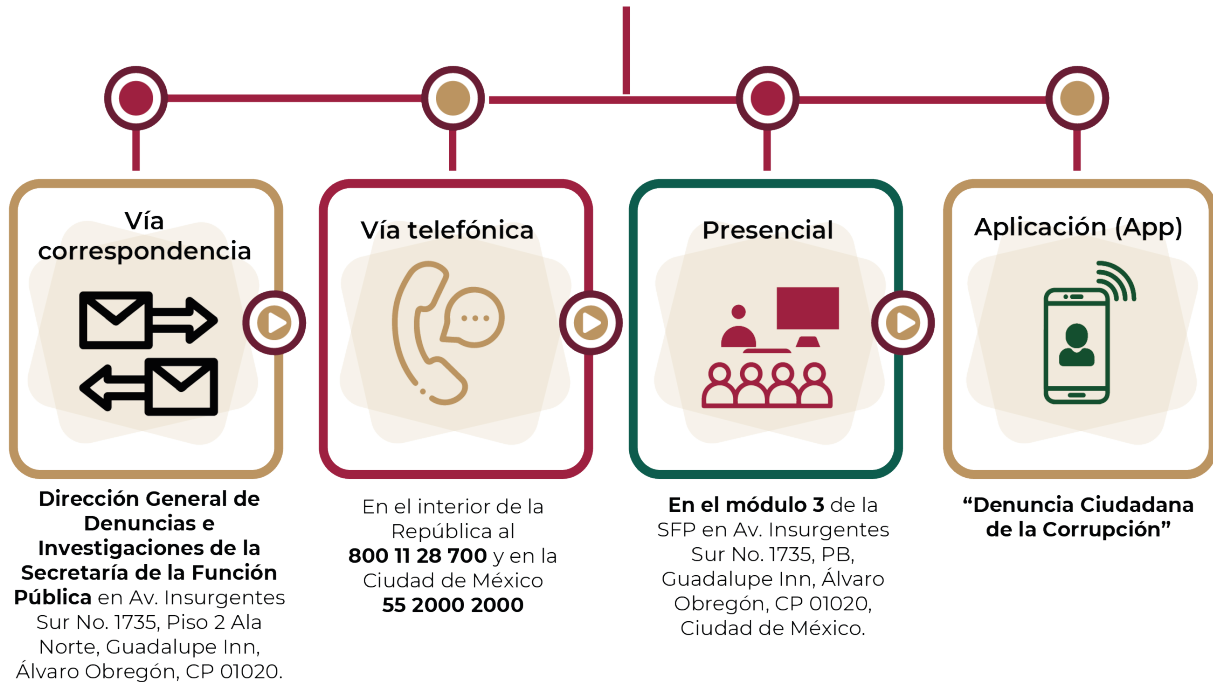 Vía
correspondencia
Dirección General de
Denuncias e
Investigaciones de la
Secretaría de la Función
Pública en Av. Insurgentes
Sur No. 1735, Piso 2 Ala
Norte, Guadalupe Inn,
Álvaro Obregón, CP 01020.
Vía telefónica
En el interior de la
República al
800 11 28 700 y en la
Ciudad de México
55 2000 2000
Presencial
En el módulo 3 de la
SFP en Av. Insurgentes
Sur No. 1735, PB,
Guadalupe Inn, Álvaro
Obregón, CP 01020,
Ciudad de México.
Aplicación (App)
“Denuncia Ciudadana
de la Corrupción”